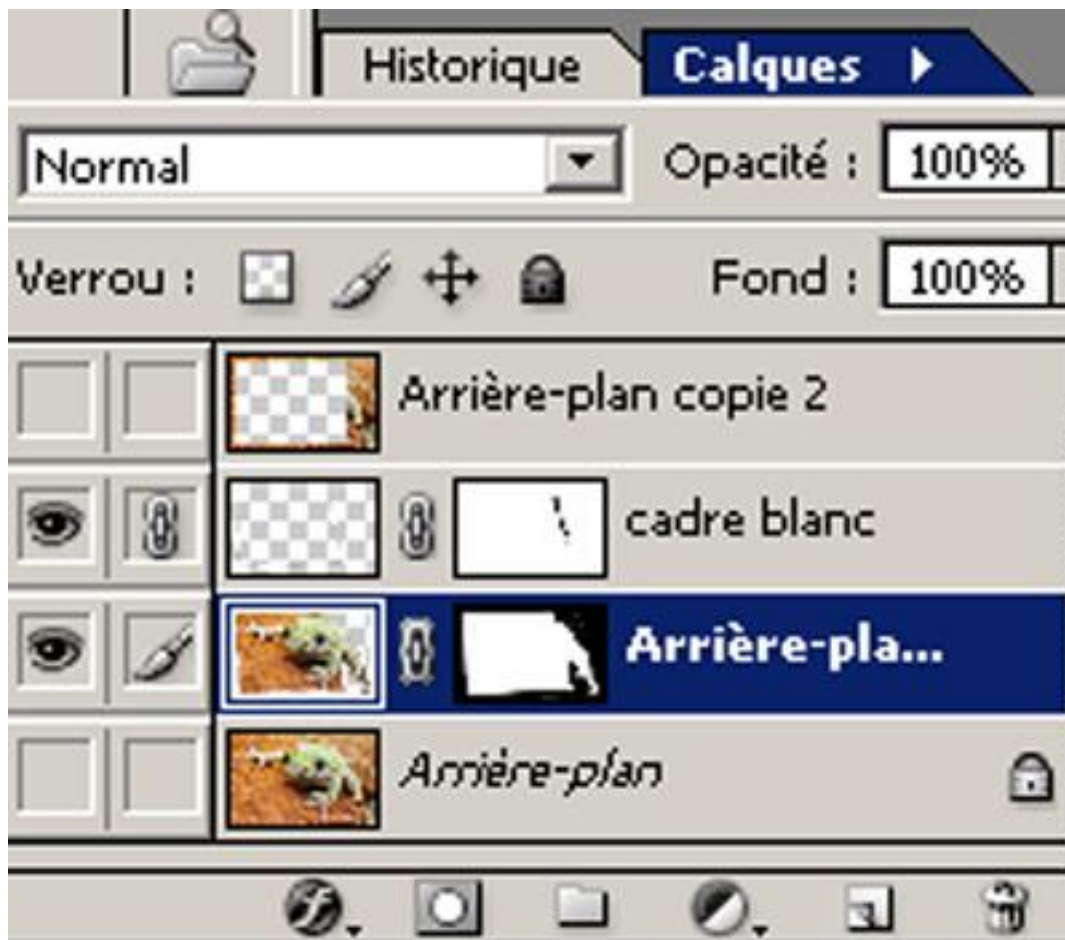 Historique Calques
Normal Opacité : 100%
Verrou : Fond : 100%
Arrière-plan copie 2
cadre blanc
Arrière-pla...
Arrière-plan